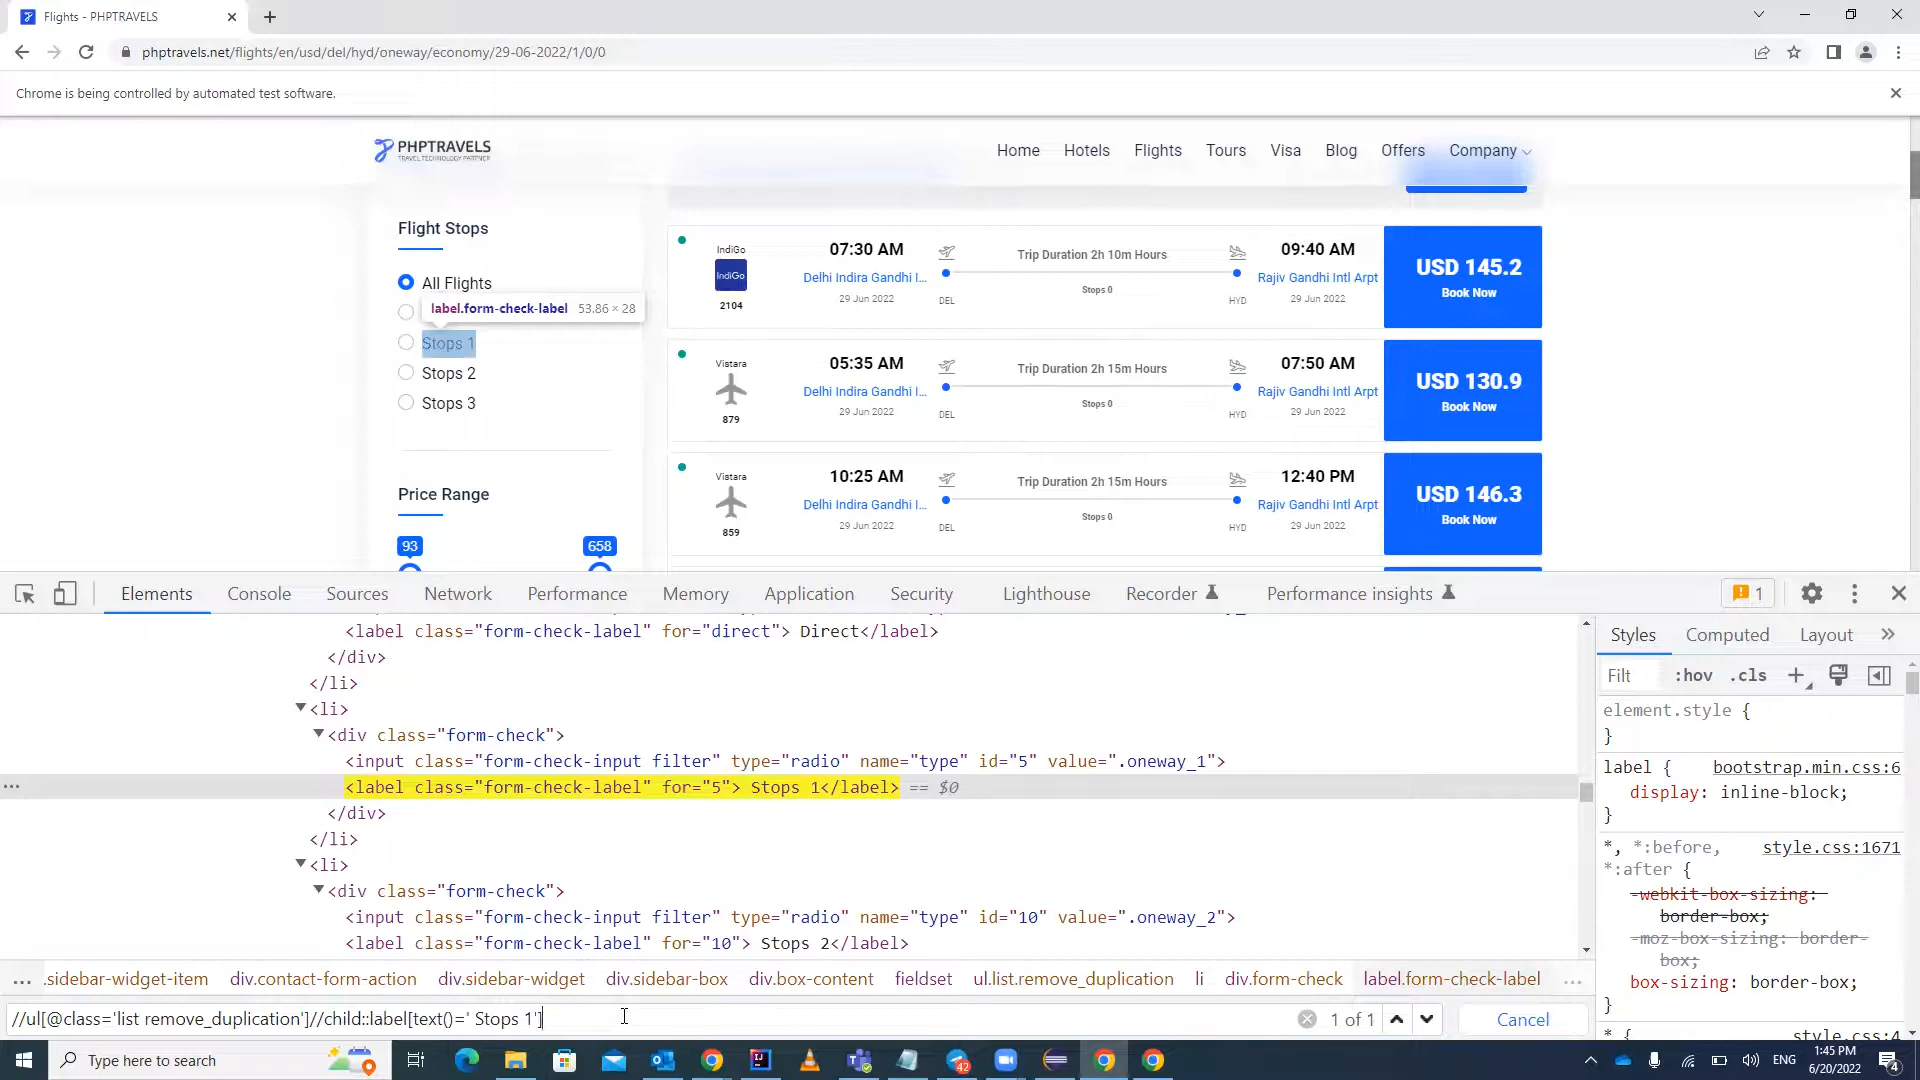 Flights - PHPTRAVELS
phptravels.net/flights/en/usd/del/hyd/oneway/economy/29-06-2022/1/0/0
Chrome is being controlled by automated test software.
PHPTRAVELS
TRAVEL TECHNOLOGY PARTNER
Home Hotels Flights Tours Visa Blog Offers Company
Flight Stops
All Flights
label.form-check-label 53.86 × 28
Stops 1
Stops 2
Stops 3
Price Range
93 658
IndiGo
IndiGo
2104
07:30 AM
Delhi Indira Gandhi I...
29 Jun 2022
DEL
Trip Duration 2h 10m Hours
Stops 0
HYD
09:40 AM
Rajiv Gandhi Intl Arpt
29 Jun 2022
USD 145.2
Book Now
Vistara
879
05:35 AM
Delhi Indira Gandhi I...
29 Jun 2022
DEL
Trip Duration 2h 15m Hours
Stops 0
HYD
07:50 AM
Rajiv Gandhi Intl Arpt
29 Jun 2022
USD 130.9
Book Now
Vistara
859
10:25 AM
Delhi Indira Gandhi I...
29 Jun 2022
DEL
Trip Duration 2h 15m Hours
Stops 0
HYD
12:40 PM
Rajiv Gandhi Intl Arpt
29 Jun 2022
USD 146.3
Book Now
Elements Console Sources Network Performance Memory Application Security Lighthouse Recorder Performance insights 1
<label class="form-check-label" for="direct"> Direct</label>
</div>
</li>
<li>
<div class="form-check">
<input class="form-check-input filter" type="radio" name="type" id="5" value=".oneway_1">
... <label class="form-check-label" for="5"> Stops 1</label> == $0
</div>
</li>
<li>
<div class="form-check">
<input class="form-check-input filter" type="radio" name="type" id="10" value=".oneway_2">
<label class="form-check-label" for="10"> Stops 2</label>
... .sidebar-widget-item div.contact-form-action div.sidebar-widget div.sidebar-box div.box-content fieldset ul.list.remove_duplication li div.form-check label.form-check-label ...
//ul[@class='list remove_duplication']//child::label[text()=' Stops 1']
1 of 1 Cancel
Styles Computed Layout »
Filt :hov .cls +
element.style {
}
label { bootstrap.min.css:6
display: inline-block;
}
*, *:before, style.css:1671
*:after {
-webkit-box-sizing:
border-box;
-moz-box-sizing: border-
box;
box-sizing: border-box;
}
* { style.css:4
Type here to search
42
ENG
1:45 PM
6/20/2022
4